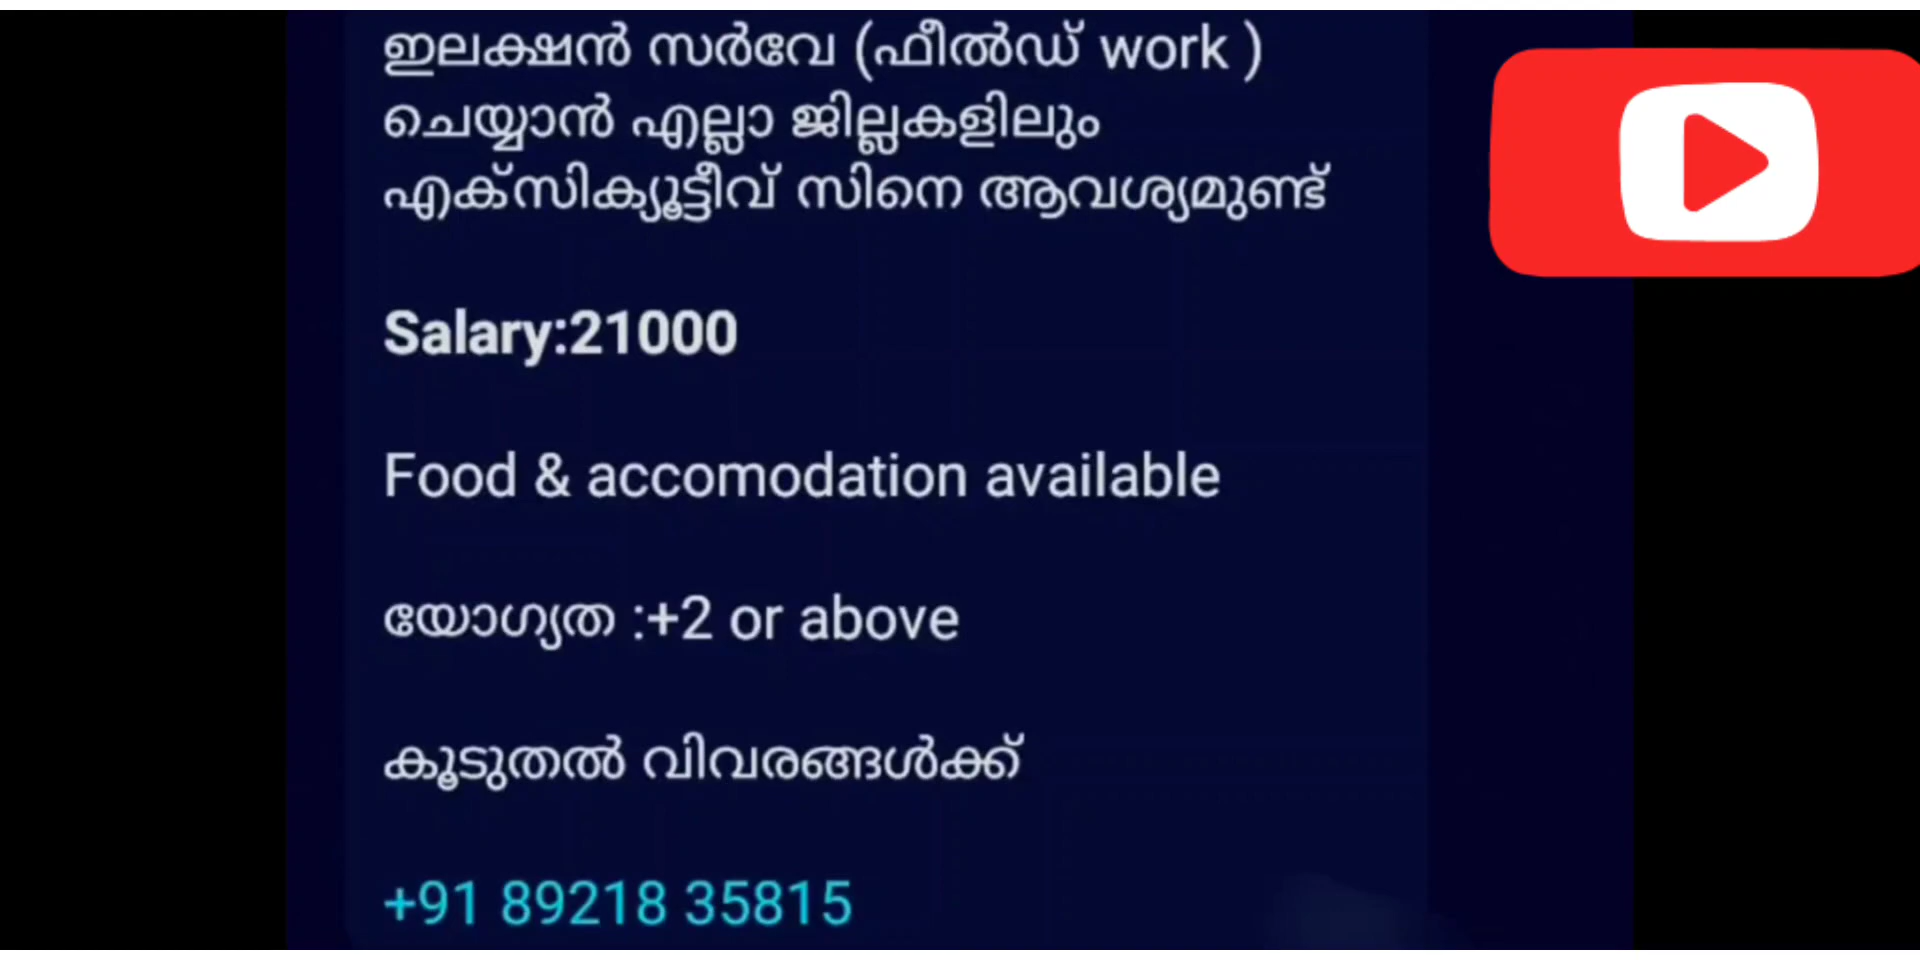 ഇലക്ഷൻ സർവേ (ഫീൽഡ് work )
ചെയ്യാൻ എല്ലാ ജില്ലകളിലും
എക്സിക്യൂട്ടീവ് സിനെ ആവശ്യമുണ്ട്
Salary:21000
Food & accomodation available
യോഗ്യത :+2 or above
കൂടുതൽ വിവരങ്ങൾക്ക്
+91 89218 35815